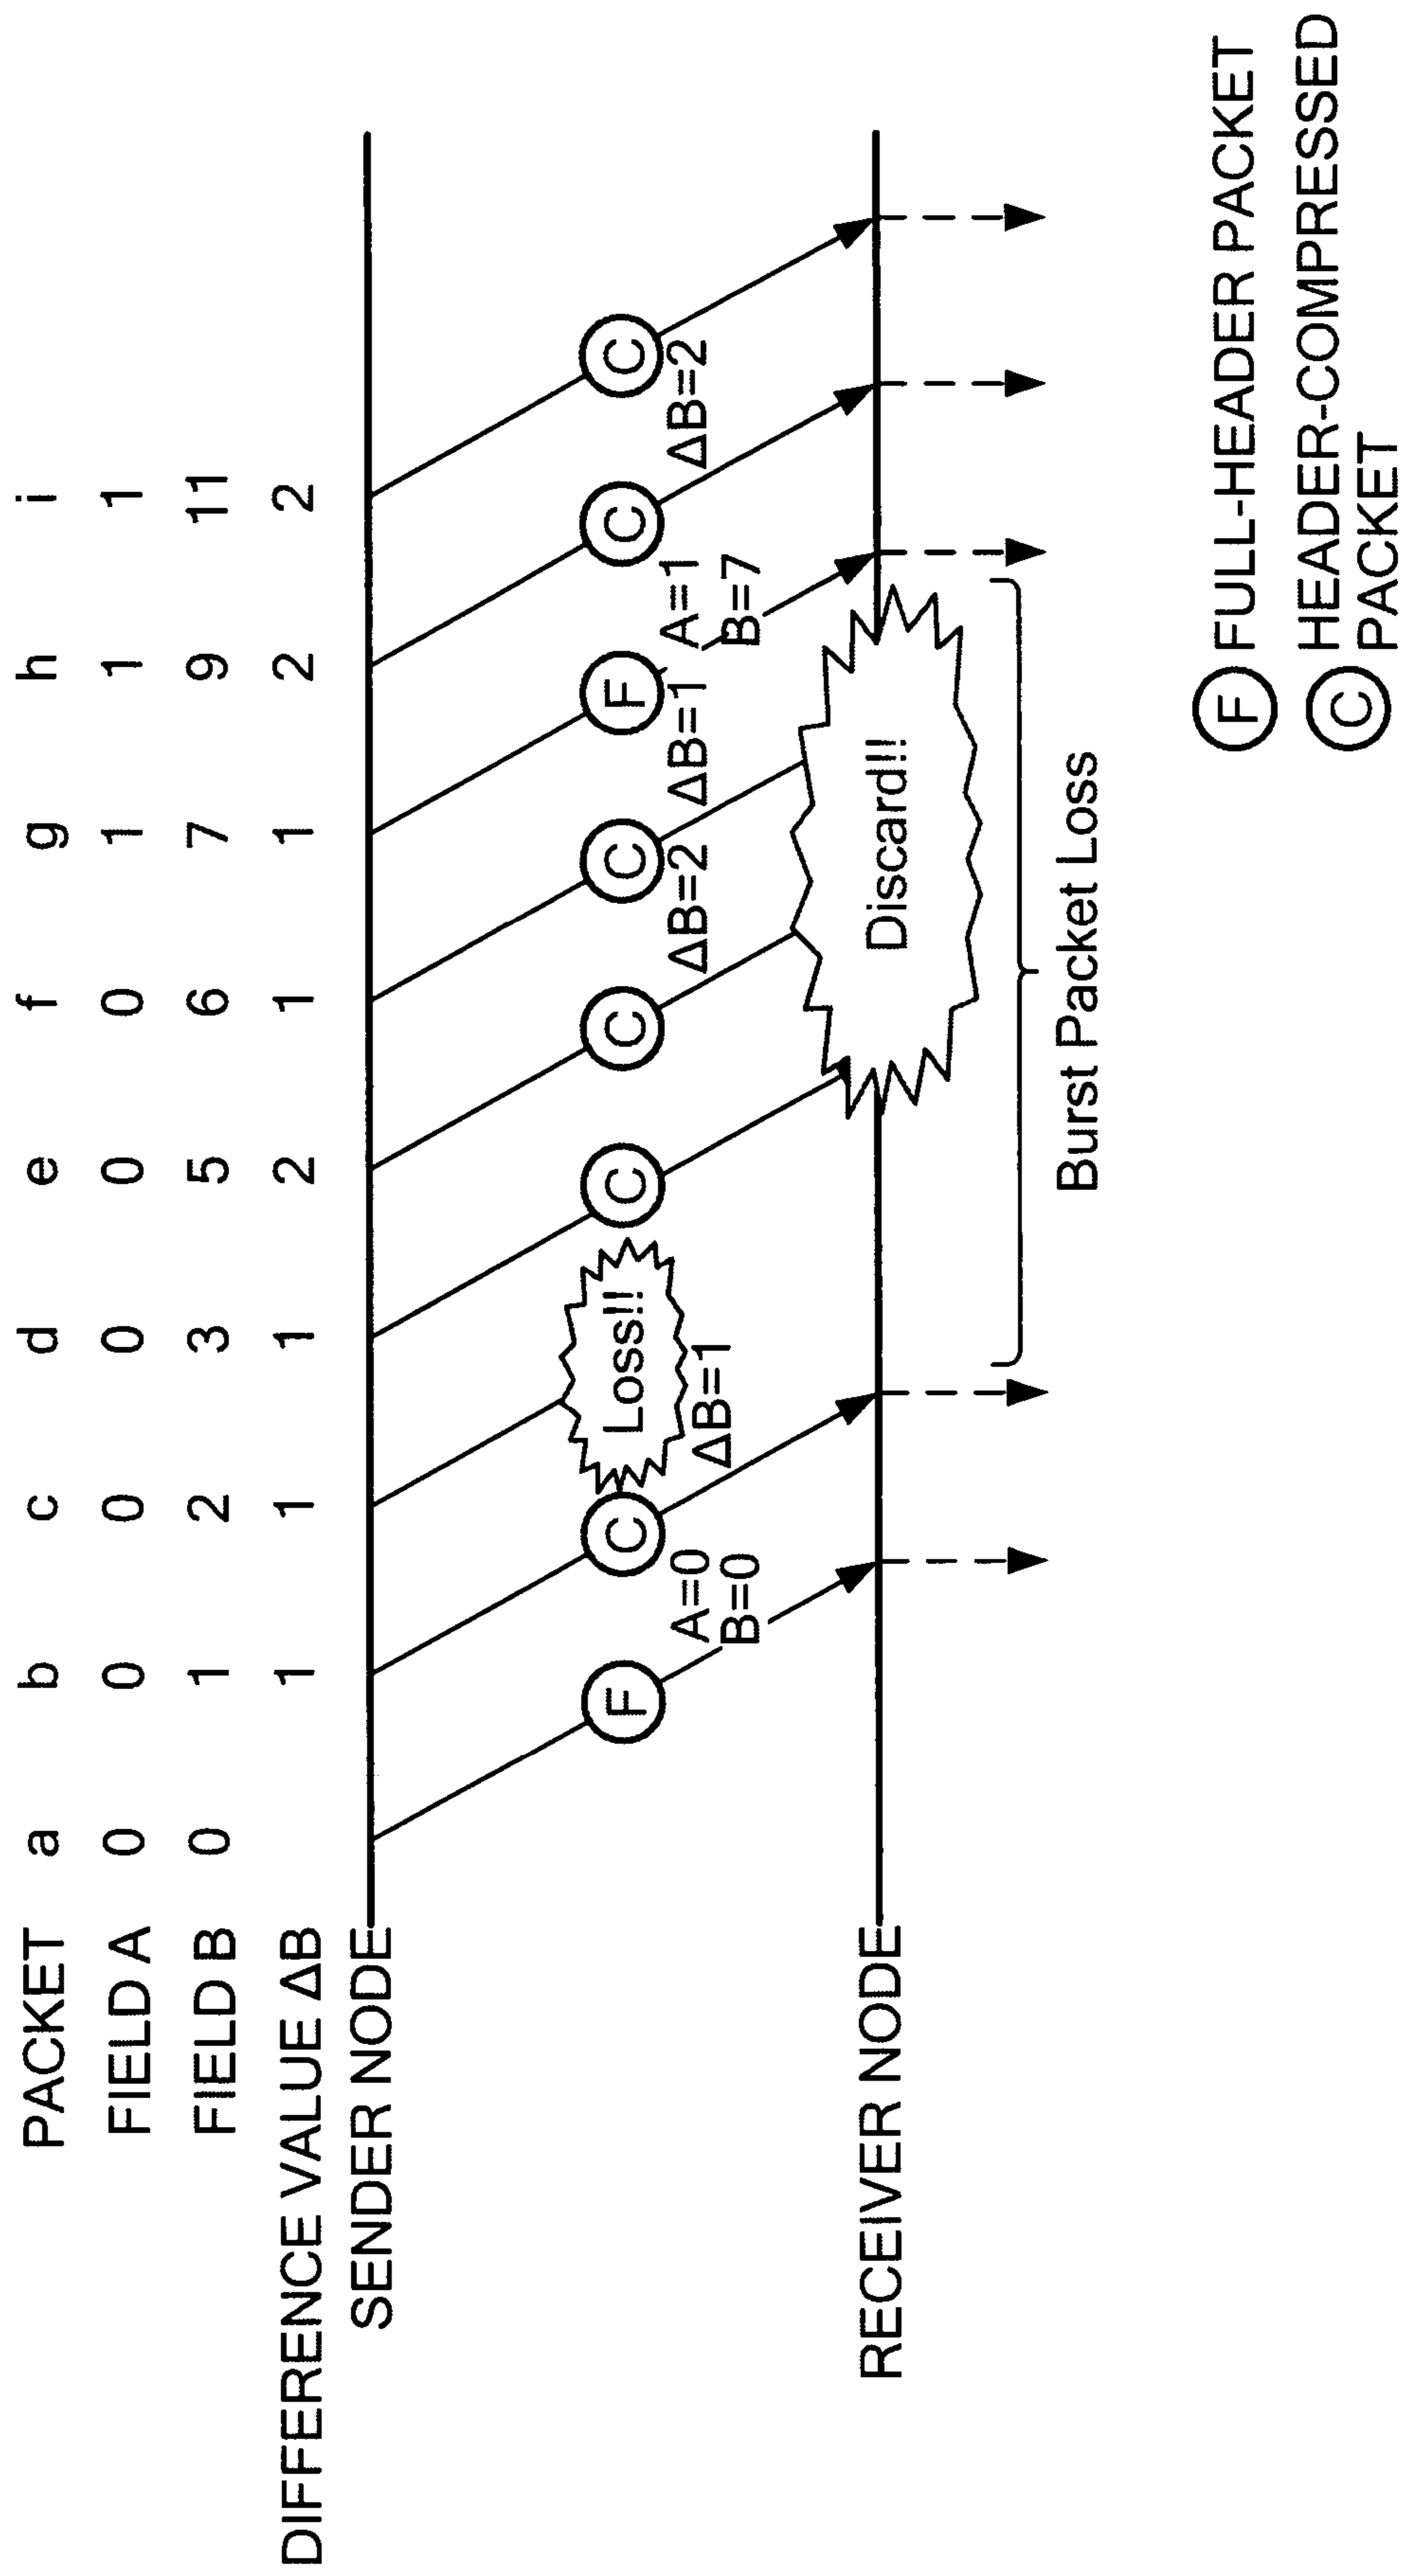 PACKET a b c d e f g h i
FIELD A 0 0 0 0 0 0 1 1 1
FIELD B 0 1 2 3 5 6 7 9 11
DIFFERENCE VALUE ΔB 1 1 1 2 1 1 2 2
SENDER NODE
F C Loss!! C C C F C C
A=0
B=0
ΔB=1
ΔB=2
ΔB=1
A=1
B=7
ΔB=2
Discard!!
RECEIVER NODE
Burst Packet Loss
F FULL-HEADER PACKET
C HEADER-COMPRESSED
PACKET